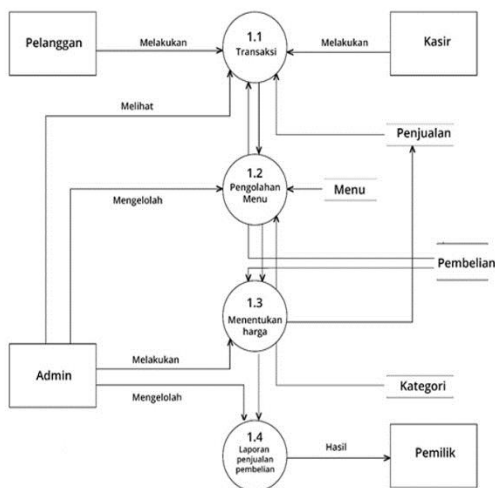 Pelanggan
Melakukan
1.1
Transaksi
Melakukan
Kasir
Melihat
Penjualan
1.2
Pengolahan
Menu
Mengelolah
Menu
Pembelian
1.3
Menentukan
harga
Admin
Melakukan
Mengelolah
Kategori
1.4
Laporan
penjualan
pembelian
Hasil
Pemilik